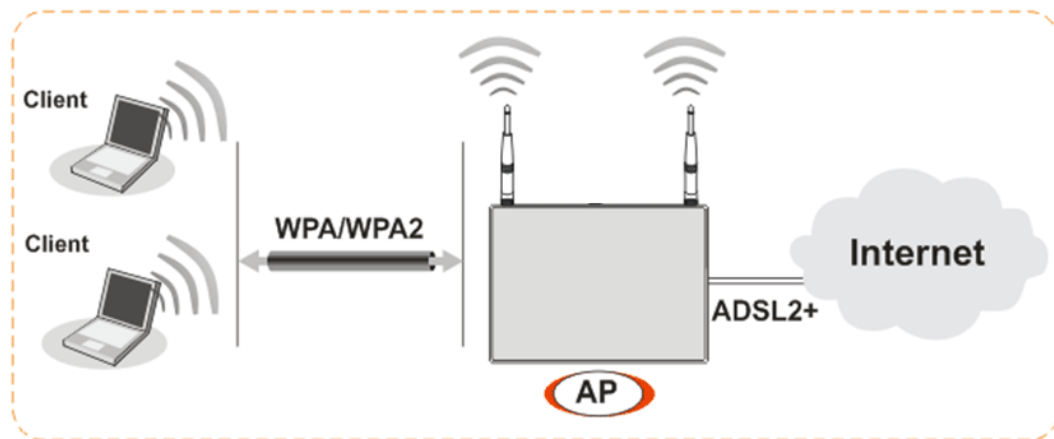 Client
Client
WPA/WPA2
AP
ADSL2+
Internet